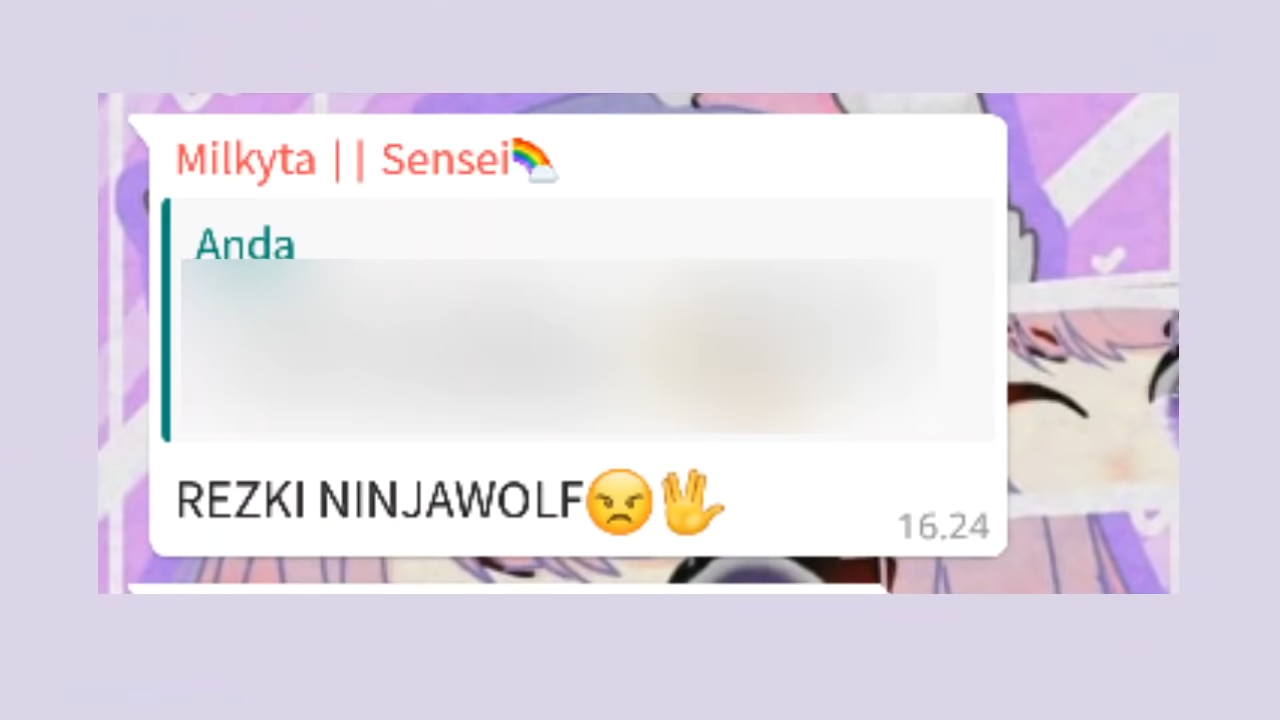 Milkyta || Sensei🌈
Anda
REZKI NINJAWOLF😠🖖
16.24